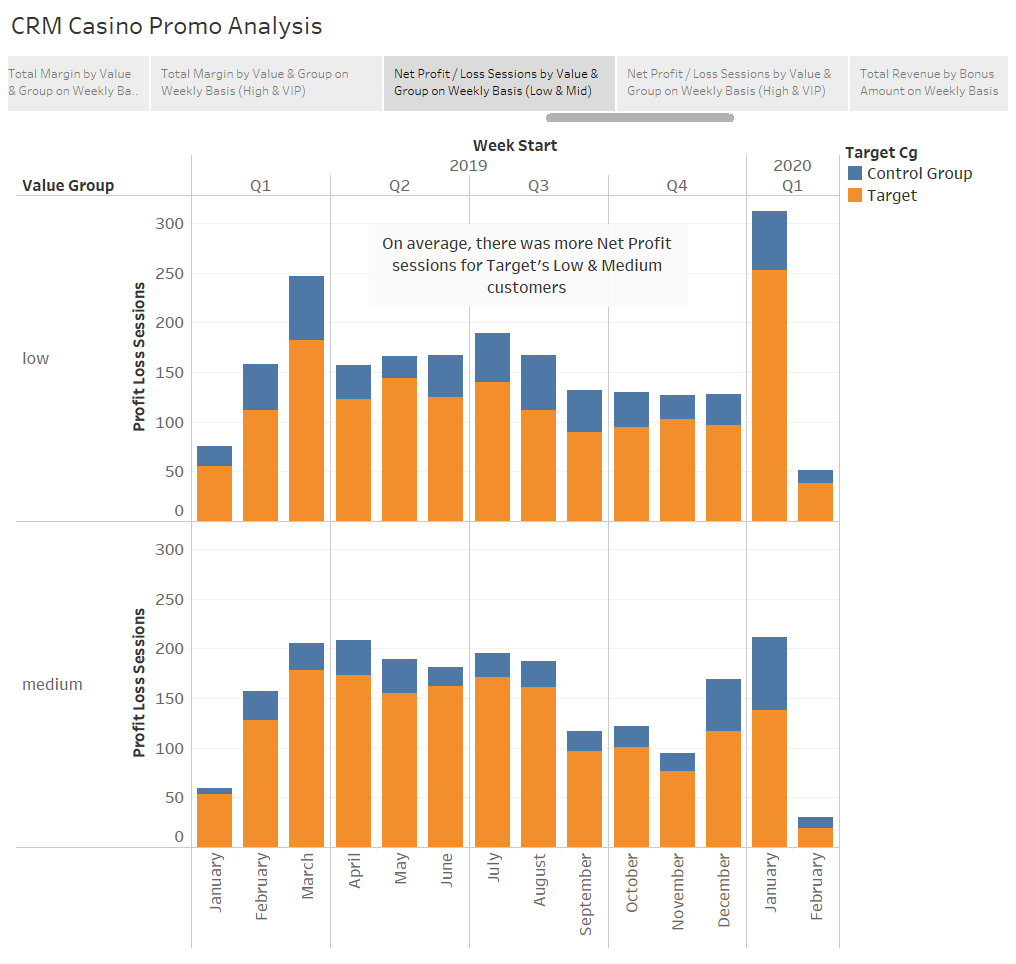 CRM Casino Promo Analysis
Total Margin by Value
& Group on Weekly Ba..
Total Margin by Value & Group on
Weekly Basis (High & VIP)
Net Profit / Loss Sessions by Value &
Group on Weekly Basis (Low & Mid)
Net Profit / Loss Sessions by Value &
Group on Weekly Basis (High & VIP)
Total Revenue by Bonus
Amount on Weekly Basis
Week Start
2019
2020
Value Group
Q1
Q2
Q3
Q4
Q1
Target Cg
Control Group
Target
On average, there was more Net Profit
sessions for Target's Low & Medium
customers
low
Profit Loss Sessions
300
250
200
150
100
50
0
medium
Profit Loss Sessions
300
250
200
150
100
50
0
January
February
March
April
May
June
July
August
September
October
November
December
January
February